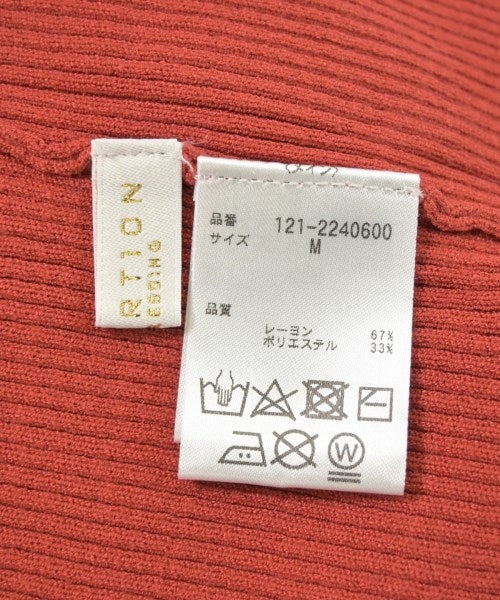 RTION
品番 121-2240600
サイズ M
品質
レーヨン 67%
ポリエステル 33%
W